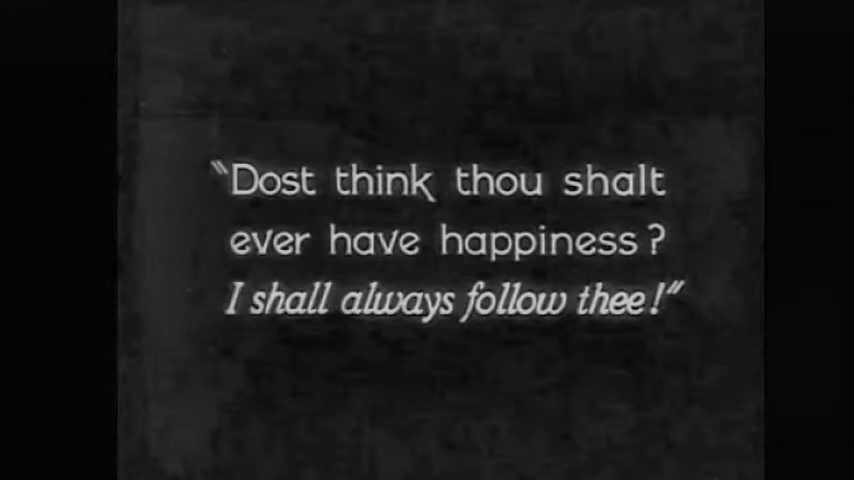 "Dost think thou shalt
ever have happiness?
I shall always follow thee!"